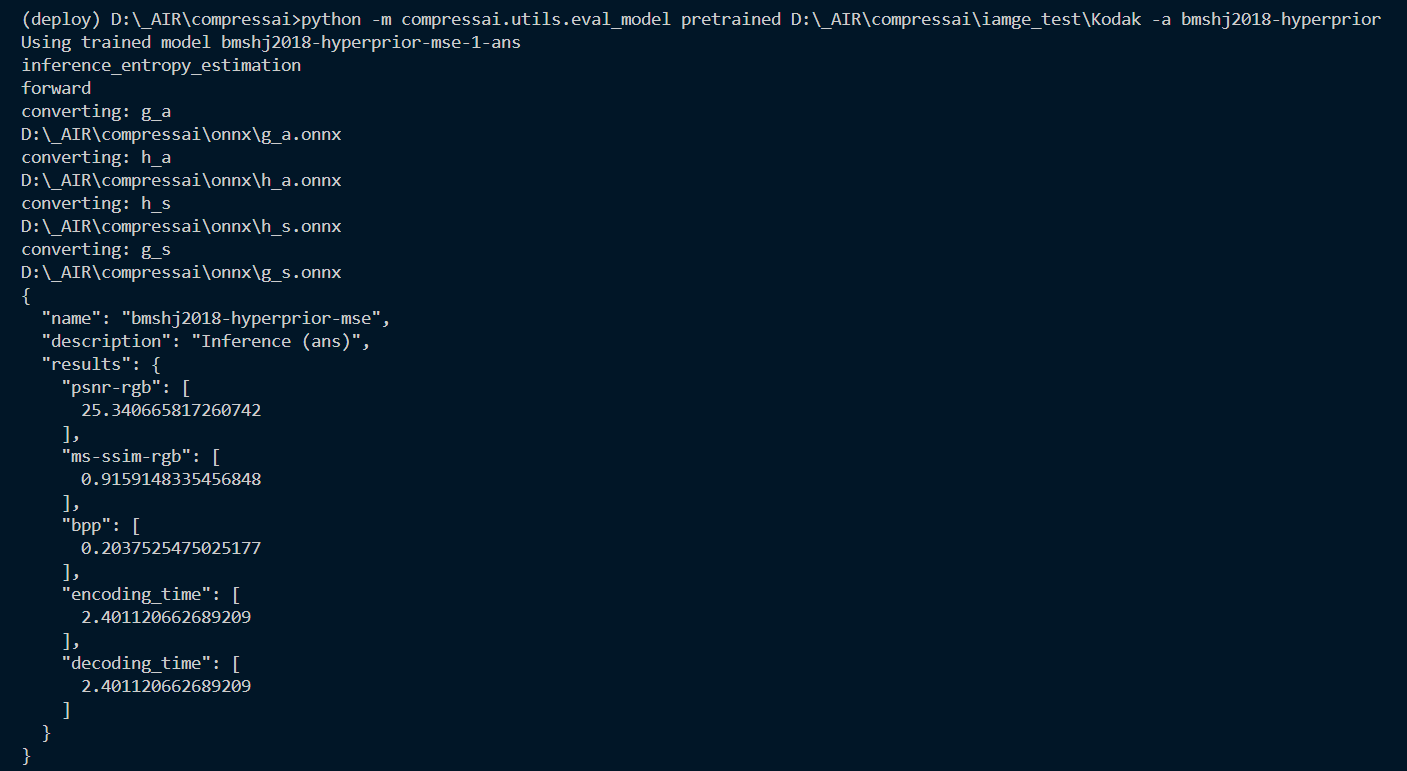 (deploy) D:\_AIR\compressai>python -m compressai.utils.eval_model pretrained D:\_AIR\compressai\iamge_test\Kodak -a bmshj2018-hyperprior
Using trained model bmshj2018-hyperprior-mse-1-ans
inference_entropy_estimation
forward
converting: g_a
D:\_AIR\compressai\onnx\g_a.onnx
converting: h_a
D:\_AIR\compressai\onnx\h_a.onnx
converting: h_s
D:\_AIR\compressai\onnx\h_s.onnx
converting: g_s
D:\_AIR\compressai\onnx\g_s.onnx
{
  "name": "bmshj2018-hyperprior-mse",
  "description": "Inference (ans)",
  "results": {
    "psnr-rgb": [
      25.340665817260742
    ],
    "ms-ssim-rgb": [
      0.9159148335456848
    ],
    "bpp": [
      0.2037525475025177
    ],
    "encoding_time": [
      2.401120662689209
    ],
    "decoding_time": [
      2.401120662689209
    ]
  }
}